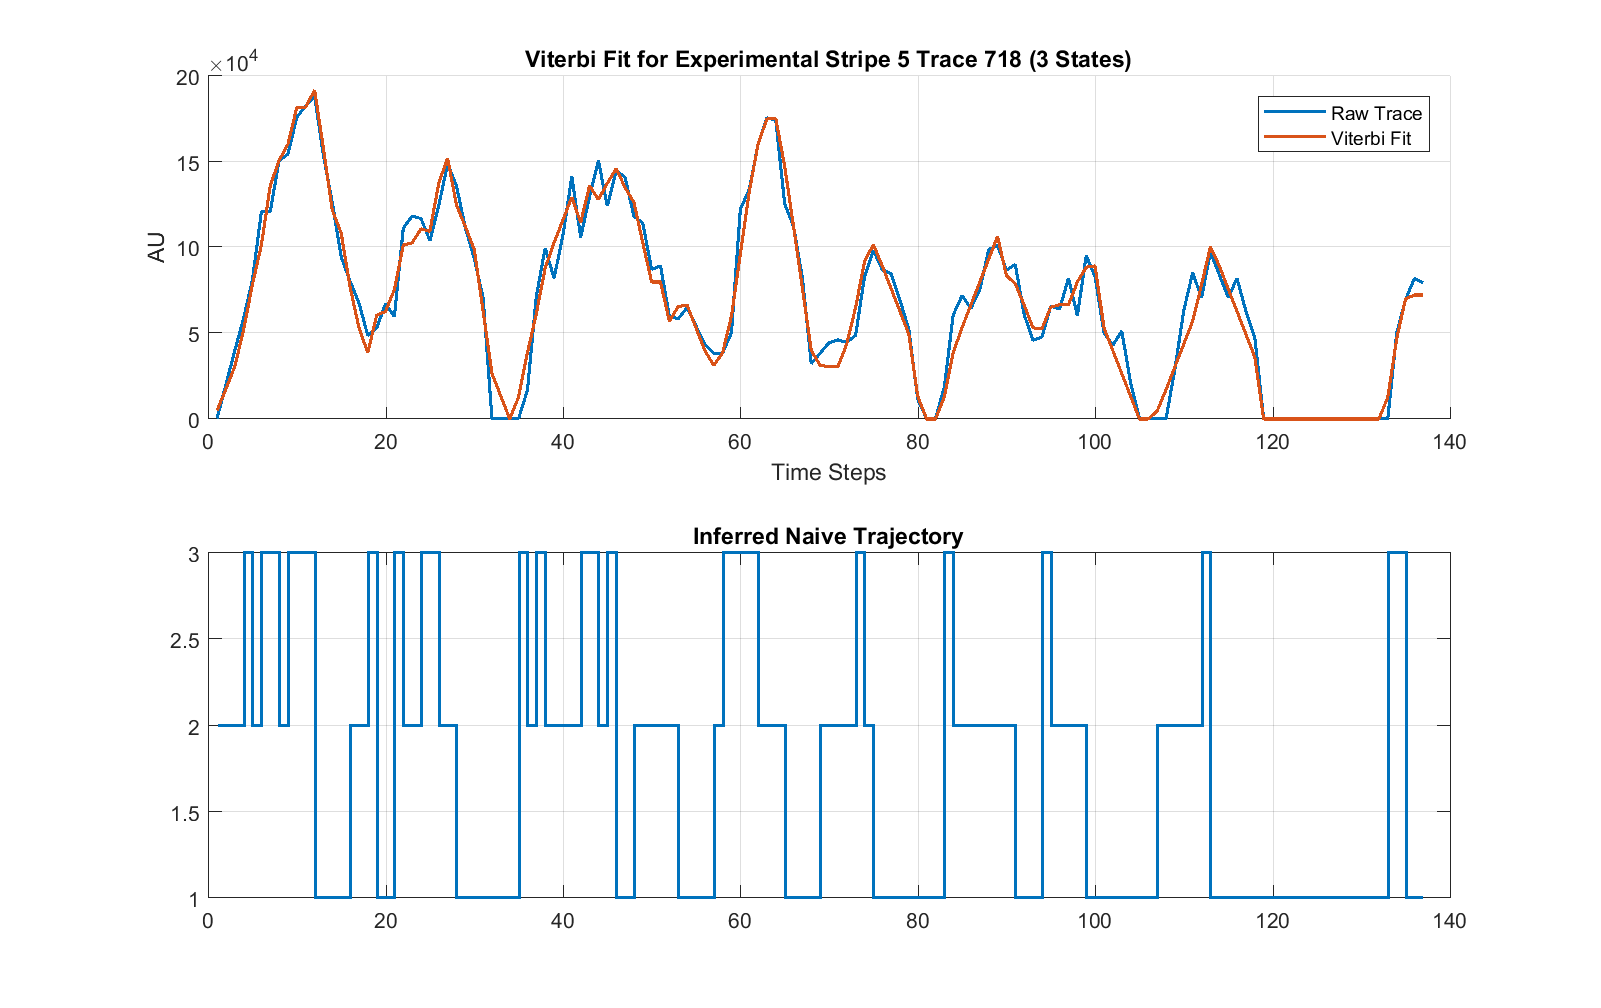 Viterbi Fit for Experimental Stripe 5 Trace 718 (3 States)
×10⁴
20
15
10
5
0
AU
Raw Trace
Viterbi Fit
0 20 40 60 80 100 120 140
Time Steps
Inferred Naive Trajectory
3
2.5
2
1.5
1
0 20 40 60 80 100 120 140